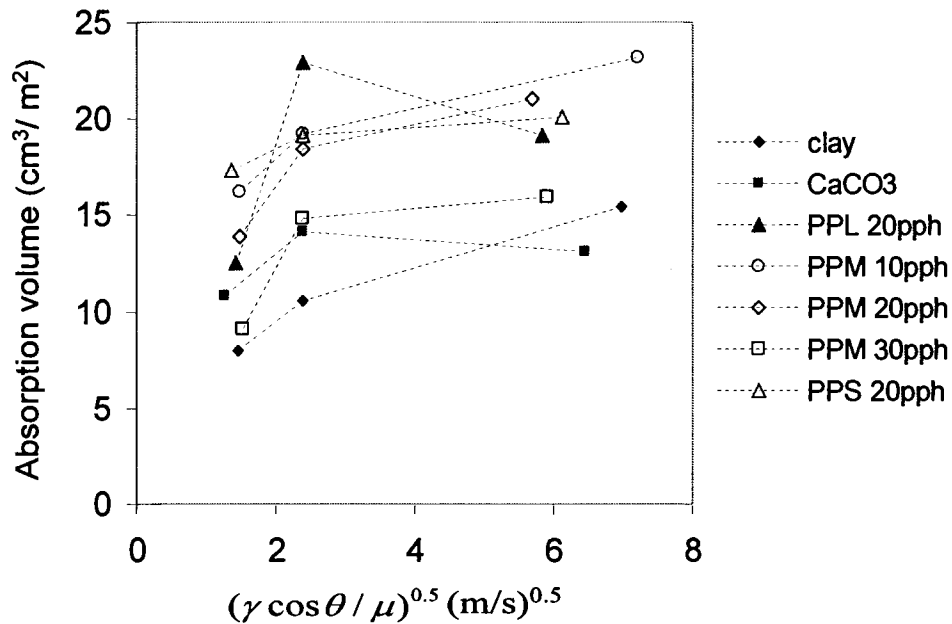 Absorption volume (cm³/ m²)
25
20
15
10
5
0
0 2 4 6 8
(γ cos θ / μ)^0.5 (m/s)^0.5
clay
CaCO3
PPL 20pph
PPM 10pph
PPM 20pph
PPM 30pph
PPS 20pph